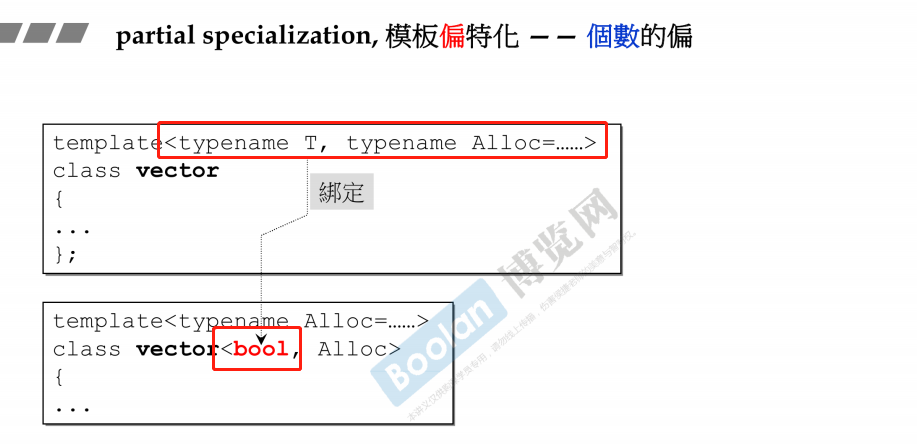 partial specialization, 模板偏特化 －－ 個數的偏
template<typename T, typename Alloc=……>
class vector
綁定
{
...
};
template<typename Alloc=……>
class vector<bool, Alloc>
{
...
Boolan 博览网